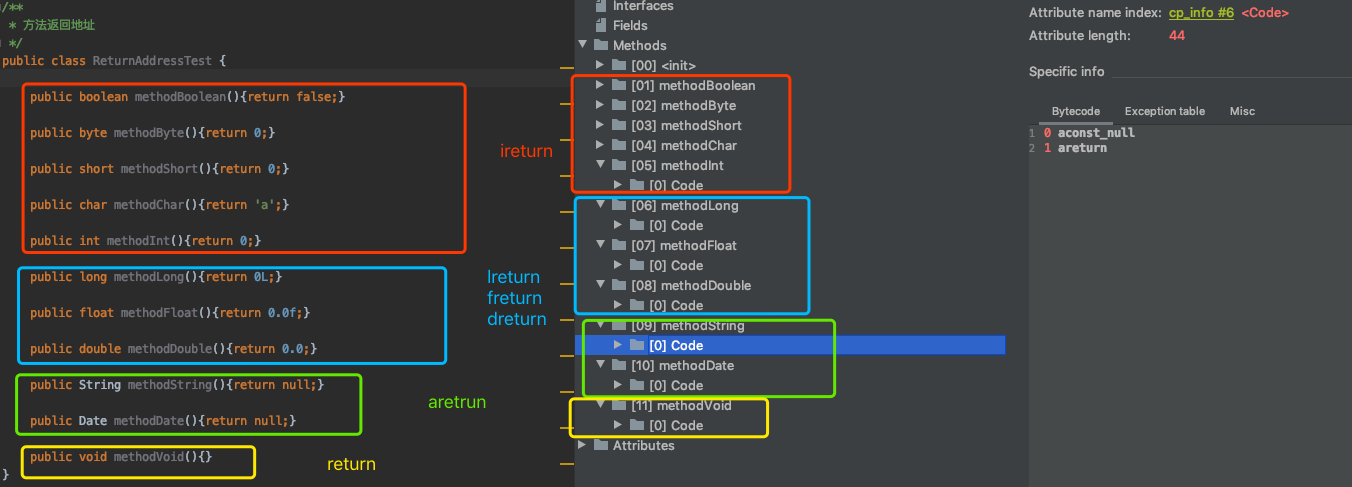 /**
* 方法返回地址
*/
public class ReturnAddressTest {
public boolean methodBoolean(){return false;}
public byte methodByte(){return 0;}
public short methodShort(){return 0;}
public char methodChar(){return 'a';}
public int methodInt(){return 0;}
public long methodLong(){return 0L;}
public float methodFloat(){return 0.0f;}
public double methodDouble(){return 0.0;}
public String methodString(){return null;}
public Date methodDate(){return null;}
public void methodVoid(){}
}
ireturn
lreturn
freturn
dreturn
aretrun
return
Interfaces
Fields
Methods
[00] <init>
[01] methodBoolean
[02] methodByte
[03] methodShort
[04] methodChar
[05] methodInt
[0] Code
[06] methodLong
[0] Code
[07] methodFloat
[0] Code
[08] methodDouble
[0] Code
[09] methodString
[0] Code
[10] methodDate
[0] Code
[11] methodVoid
[0] Code
Attributes
Attribute name index: cp_info #6 <Code>
Attribute length: 44
Specific info
Bytecode Exception table Misc
1 0 aconst_null
2 1 areturn